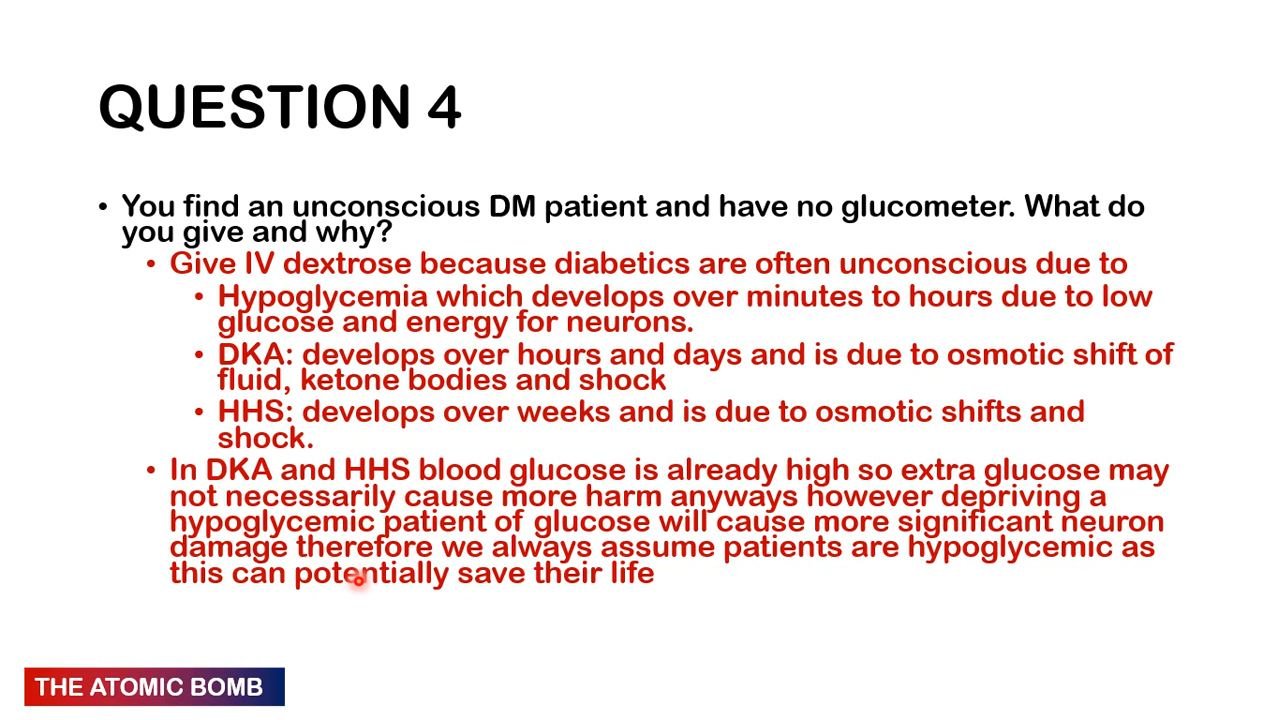 QUESTION 4
• You find an unconscious DM patient and have no glucometer. What do
you give and why?
• Give IV dextrose because diabetics are often unconscious due to
• Hypoglycemia which develops over minutes to hours due to low
glucose and energy for neurons.
• DKA: develops over hours and days and is due to osmotic shift of
fluid, ketone bodies and shock
• HHS: develops over weeks and is due to osmotic shifts and
shock.
• In DKA and HHS blood glucose is already high so extra glucose may
not necessarily cause more harm anyways however depriving a
hypoglycemic patient of glucose will cause more significant neuron
damage therefore we always assume patients are hypoglycemic as
this can potentially save their life
THE ATOMIC BOMB